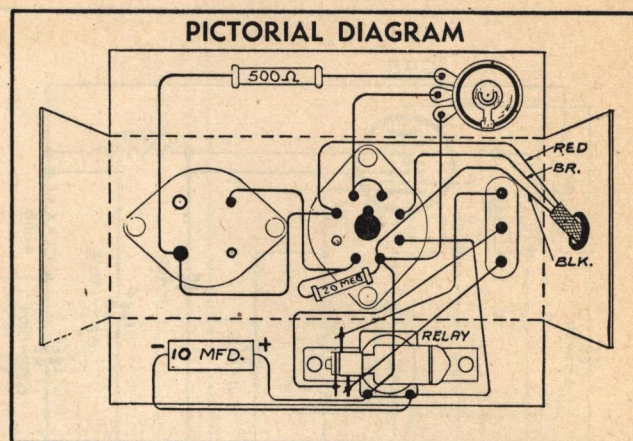 PICTORIAL DIAGRAM
500Ω
RED
BR.
20 MEG
BLK.
RELAY
- 10 MFD. +